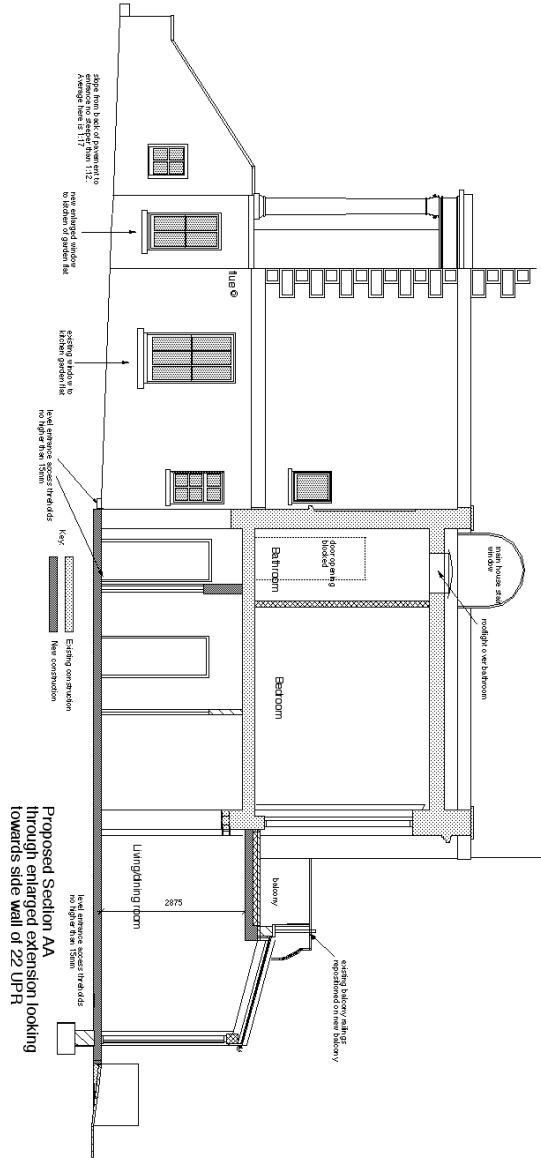 slope from back of pavement to
entrance no steeper than 1:12.
Average here is 1:17
new enlarged window
to kitchen of garden flat
flue
existing window to
kitchen garden flat
level entrance access threholds
no higher than 15mm
Key:
Existing construction
New construction
main house stair
window
rooflight over bathroom
door opening
blocked
Bathroom
Bedroom
Living/dining room
2875
balcony
existing balcony railings
repositioned on new balcony
level entrance access threholds
no higher than 15mm
Proposed Section AA
through enlarged extension looking
towards side wall of 22 UPR